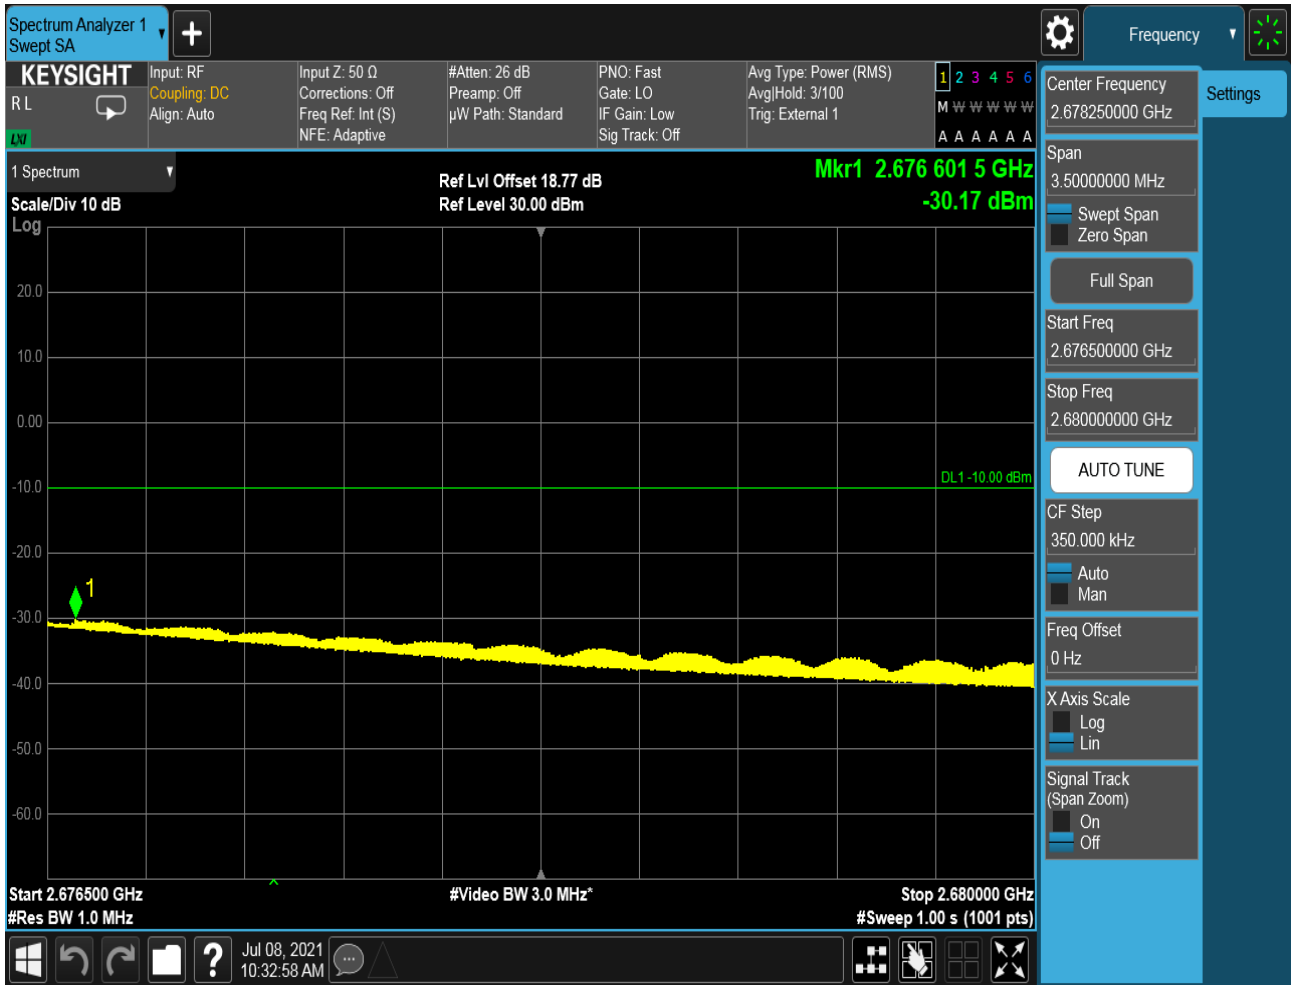 Spectrum Analyzer 1
Swept SA
Frequency
KEYSIGHT
R L
LXI
Input: RF
Coupling: DC
Align: Auto
Input Z: 50 Ω
Corrections: Off
Freq Ref: Int (S)
NFE: Adaptive
#Atten: 26 dB
Preamp: Off
µW Path: Standard
PNO: Fast
Gate: LO
IF Gain: Low
Sig Track: Off
Avg Type: Power (RMS)
Avg|Hold: 3/100
Trig: External 1
1 2 3 4 5 6
M W W W W W
A A A A A A
1 Spectrum
Scale/Div 10 dB
Log
Ref Lvl Offset 18.77 dB
Ref Level 30.00 dBm
Mkr1 2.676 601 5 GHz
-30.17 dBm
20.0
10.0
0.00
-10.0
-20.0
-30.0
-40.0
-50.0
-60.0
DL1 -10.00 dBm
1
Start 2.676500 GHz
#Res BW 1.0 MHz
#Video BW 3.0 MHz*
Stop 2.680000 GHz
#Sweep 1.00 s (1001 pts)
Jul 08, 2021
10:32:58 AM
Center Frequency
2.678250000 GHz
Settings
Span
3.50000000 MHz
Swept Span
Zero Span
Full Span
Start Freq
2.676500000 GHz
Stop Freq
2.680000000 GHz
AUTO TUNE
CF Step
350.000 kHz
Auto
Man
Freq Offset
0 Hz
X Axis Scale
Log
Lin
Signal Track
(Span Zoom)
On
Off